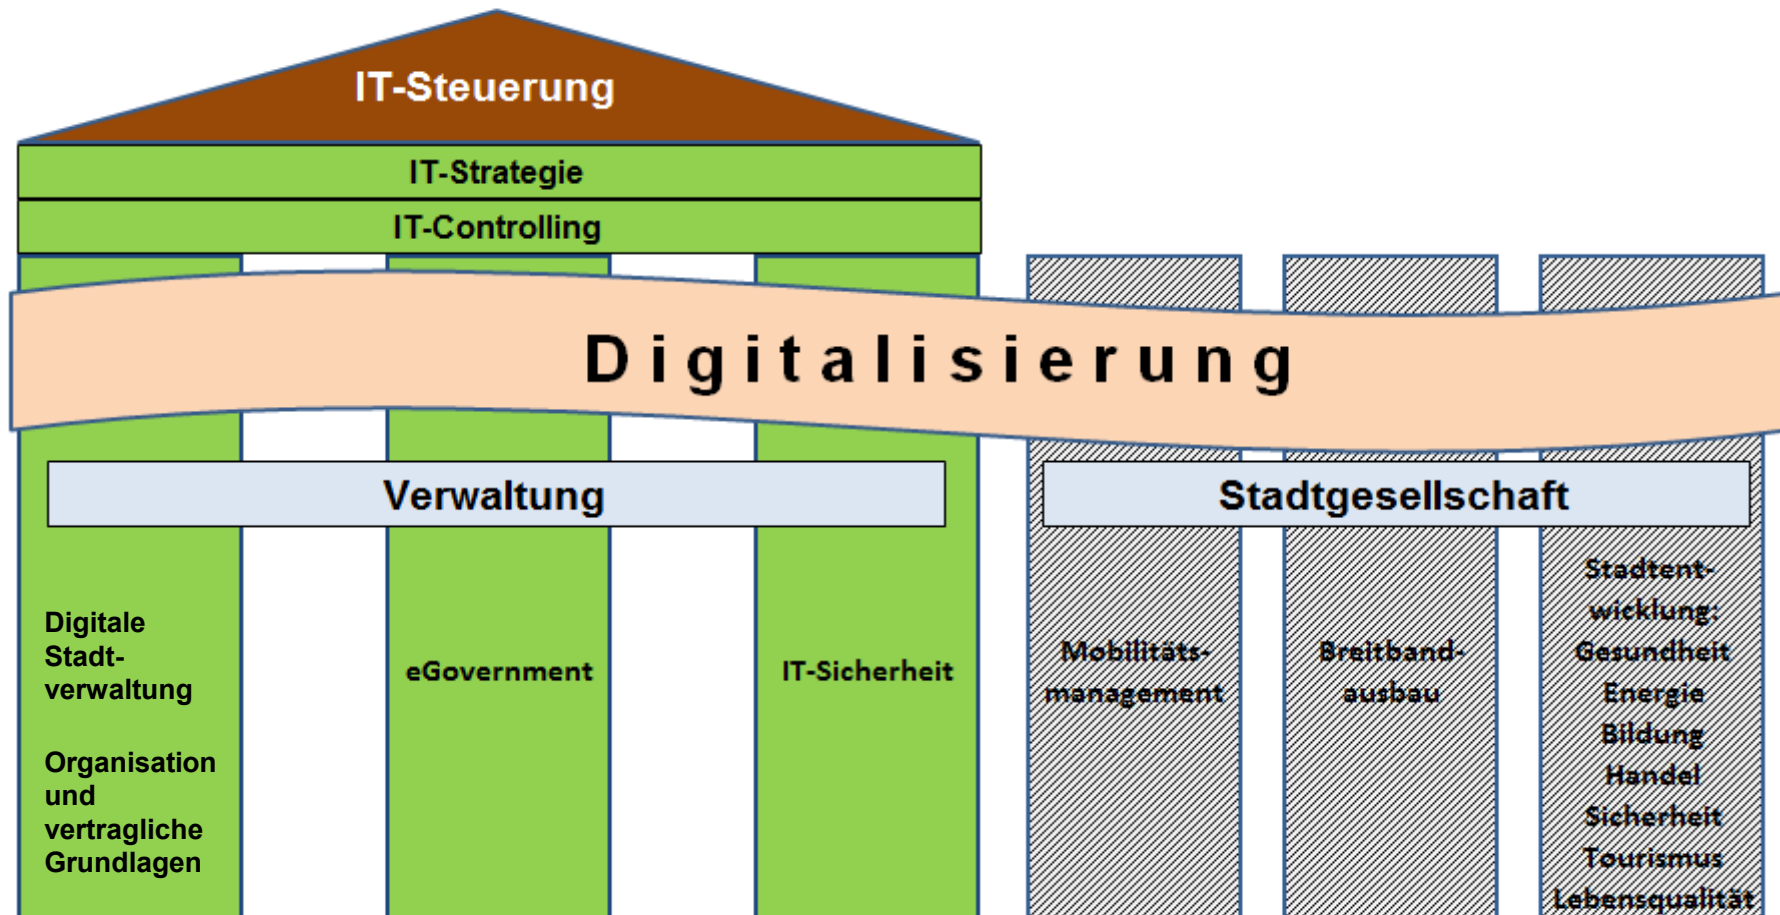 IT-Steuerung
IT-Strategie
IT-Controlling
Digitalisierung
Verwaltung
Stadtgesellschaft
Digitale
Stadt-
verwaltung
Organisation
und
vertragliche
Grundlagen
eGovernment
IT-Sicherheit
Mobilitäts-
management
Breitband-
ausbau
Stadtent-
wicklung:
Gesundheit
Energie
Bildung
Handel
Sicherheit
Tourismus
Lebensqualität